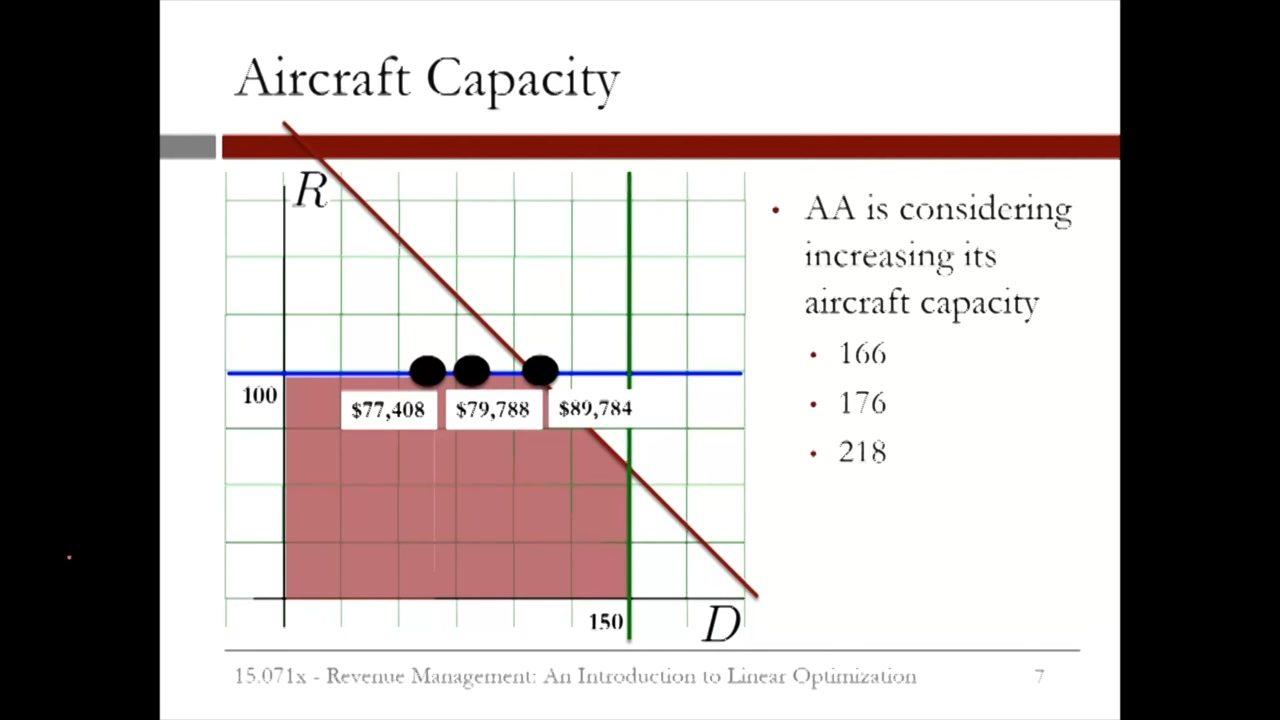 Aircraft Capacity
R
100
$77,408
$79,788
$89,784
150
D
• AA is considering
increasing its
aircraft capacity
• 166
• 176
• 218
15.071x - Revenue Management: An Introduction to Linear Optimization
7